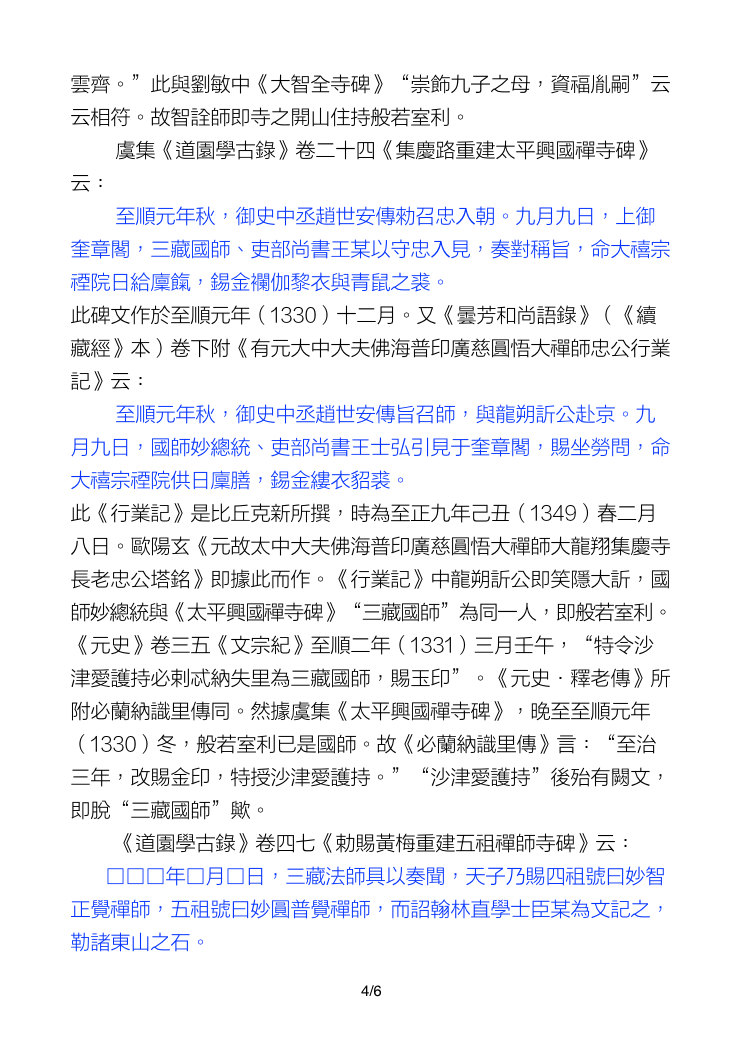 雲齊。”此與劉敏中《大智全寺碑》“崇飾九子之母，資福胤嗣”云
云相符。故智詮師即寺之開山住持般若室利。
虞集《道園學古錄》卷二十四《集慶路重建太平興國禪寺碑》
云：
至順元年秋，御史中丞趙世安傳勑召忠入朝。九月九日，上御
奎章閣，三藏國師、吏部尚書王某以守忠入見，奏對稱旨，命大禧宗
禋院日給廩餼，錫金襴伽黎衣與青鼠之裘。
此碑文作於至順元年（1330）十二月。又《曇芳和尚語錄》（《續
藏經》本）卷下附《有元大中大夫佛海普印廣慈圓悟大禪師忠公行業
記》云：
至順元年秋，御史中丞趙世安傳旨召師，與龍朔訢公赴京。九
月九日，國師妙總統、吏部尚書王士弘引見于奎章閣，賜坐勞問，命
大禧宗禋院供日廩膳，錫金縷衣貂裘。
此《行業記》是比丘克新所撰，時為至正九年己丑（1349）春二月
八日。歐陽玄《元故太中大夫佛海普印廣慈圓悟大禪師大龍翔集慶寺
長老忠公塔銘》即據此而作。《行業記》中龍朔訢公即笑隱大訢，國
師妙總統與《太平興國禪寺碑》“三藏國師”為同一人，即般若室利。
《元史》卷三五《文宗紀》至順二年（1331）三月壬午，“特令沙
津愛護持必剌忒納失里為三藏國師，賜玉印”。《元史．釋老傳》所
附必蘭納識里傳同。然據虞集《太平興國禪寺碑》，晚至至順元年
（1330）冬，般若室利已是國師。故《必蘭納識里傳》言：“至治
三年，改賜金印，特授沙津愛護持。”“沙津愛護持”後殆有闕文，
即脫“三藏國師”歟。
《道園學古錄》卷四七《勅賜黃梅重建五祖禪師寺碑》云：
□□□年□月□日，三藏法師具以奏聞，天子乃賜四祖號曰妙智
正覺禪師，五祖號曰妙圓普覺禪師，而詔翰林直學士臣某為文記之，
勒諸東山之石。
4/6